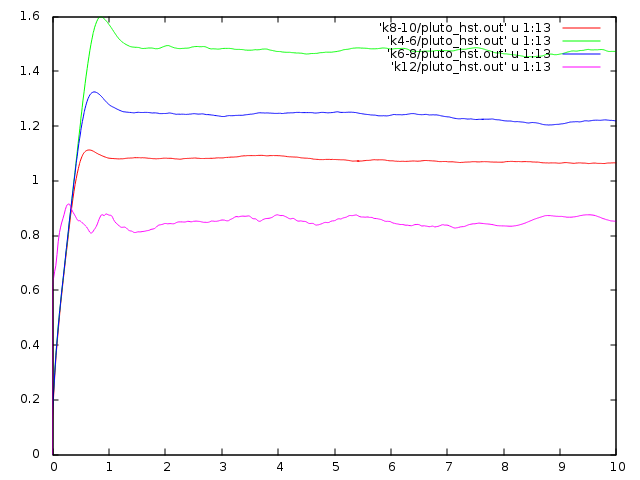 1.6
1.4
1.2
1
0.8
0.6
0.4
0.2
0
'k8-10/pluto_hst.out' u 1:13
'k4-6/pluto_hst.out' u 1:13
'k6-8/pluto_hst.out' u 1:13
'k12/pluto_hst.out' u 1:13
0 1 2 3 4 5 6 7 8 9 10